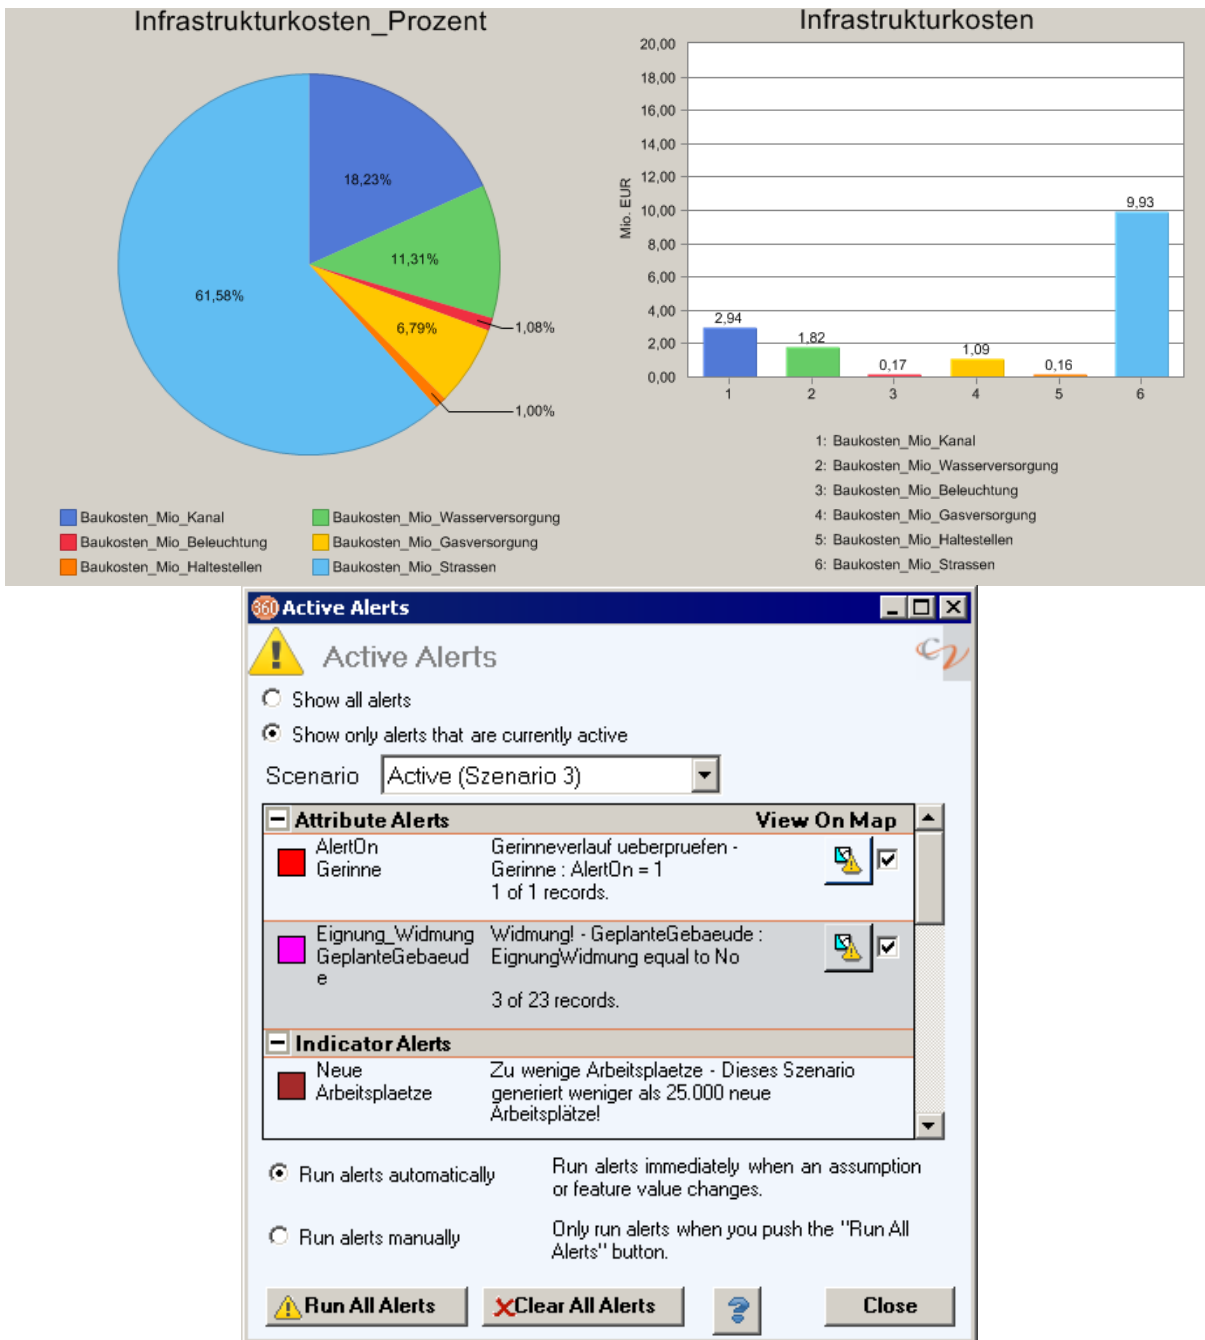 Infrastrukturkosten_Prozent
18,23%
11,31%
61,58%
6,79%
1,08%
1,00%
Baukosten_Mio_Kanal
Baukosten_Mio_Wasserversorgung
Baukosten_Mio_Beleuchtung
Baukosten_Mio_Gasversorgung
Baukosten_Mio_Haltestellen
Baukosten_Mio_Strassen
Infrastrukturkosten
Mio. EUR
20,00
18,00
16,00
14,00
12,00
10,00
8,00
6,00
4,00
2,00
0,00
2,94
1,82
0,17
1,09
0,16
9,93
1 2 3 4 5 6
1: Baukosten_Mio_Kanal
2: Baukosten_Mio_Wasserversorgung
3: Baukosten_Mio_Beleuchtung
4: Baukosten_Mio_Gasversorgung
5: Baukosten_Mio_Haltestellen
6: Baukosten_Mio_Strassen
360 Active Alerts
Active Alerts
CV
Show all alerts
Show only alerts that are currently active
Scenario Active (Szenario 3)
Attribute Alerts View On Map
AlertOn
Gerinne
Gerinneverlauf ueberpruefen -
Gerinne : AlertOn = 1
1 of 1 records.
Eignung_Widmung
GeplanteGebaeud
e
Widmung! - GeplanteGebaeude :
EignungWidmung equal to No
3 of 23 records.
Indicator Alerts
Neue
Arbeitsplaetze
Zu wenige Arbeitsplaetze - Dieses Szenario
generiert weniger als 25.000 neue
Arbeitsplätze!
Run alerts automatically
Run alerts immediately when an assumption
or feature value changes.
Run alerts manually
Only run alerts when you push the "Run All
Alerts" button.
Run All Alerts
Clear All Alerts
?
Close